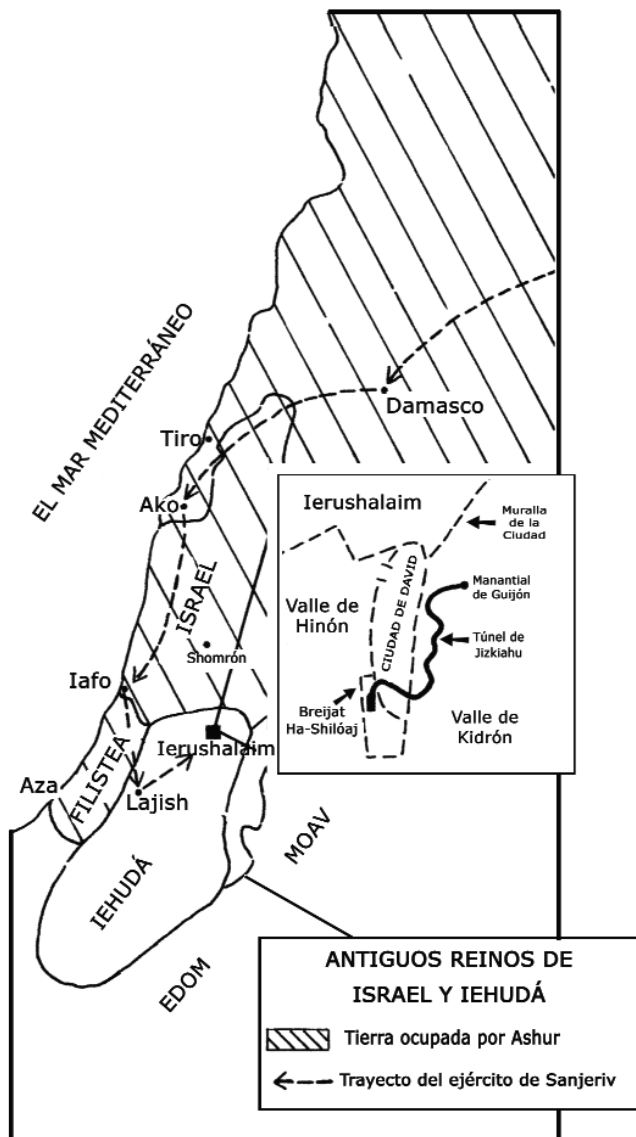 EL MAR MEDITERRÁNEO
Damasco
Tiro
Ako
ISRAEL
Shomrón
Iafo
Ierushalaim
FILISTEA
Aza
Lajish
IEHUDÁ
MOAV
EDOM
Ierushalaim
Muralla
de la
Ciudad
CIUDAD DE DAVID
Manantial
de Guijón
Valle de
Hinón
Túnel de
Jizkiahu
Breijat
Ha-Shilóaj
Valle de
Kidrón
ANTIGUOS REINOS DE
ISRAEL Y IEHUDÁ
Tierra ocupada por Ashur
Trayecto del ejército de Sanjeriv